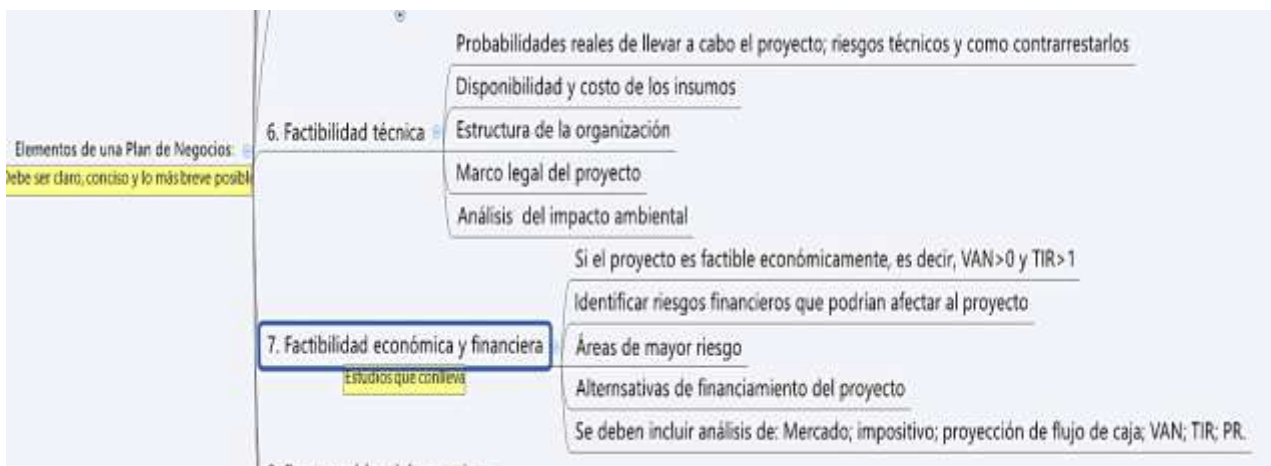 Elementos de una Plan de Negocios:
Debe ser claro, conciso y lo más breve posible
6. Factibilidad técnica
Probabilidades reales de llevar a cabo el proyecto; riesgos técnicos y como contrarrestarlos
Disponibilidad y costo de los insumos
Estructura de la organización
Marco legal del proyecto
Análisis del impacto ambiental
7. Factibilidad económica y financiera
Estudios que conlleva
Si el proyecto es factible económicamente, es decir, VAN>0 y TIR>1
Identificar riesgos financieros que podrian afectar al proyecto
Áreas de mayor riesgo
Alternsativas de financiamiento del proyecto
Se deben incluir análisis de: Mercado; impositivo; proyección de flujo de caja; VAN; TIR; PR.